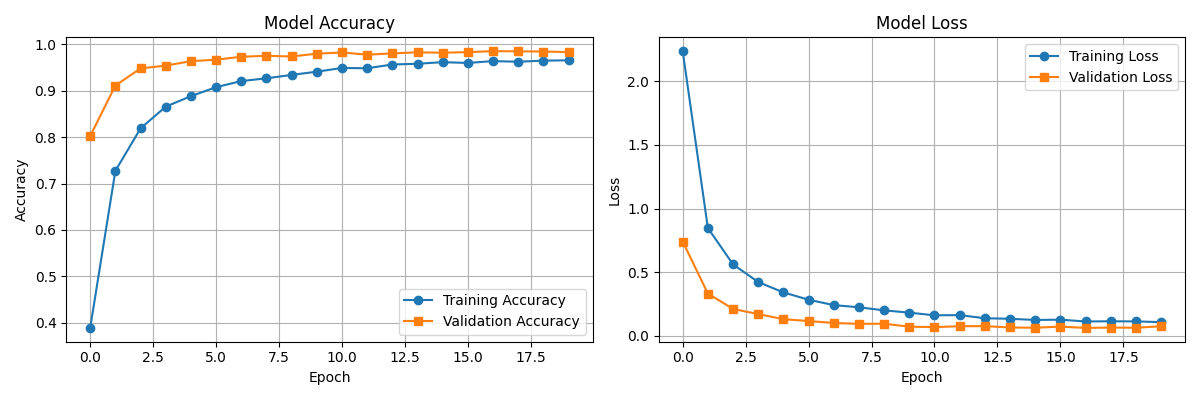 Model Accuracy
1.0
0.9
0.8
0.7
0.6
0.5
0.4
Accuracy
0.0 2.5 5.0 7.5 10.0 12.5 15.0 17.5
Epoch
Training Accuracy
Validation Accuracy
Model Loss
2.0
1.5
1.0
0.5
0.0
Loss
0.0 2.5 5.0 7.5 10.0 12.5 15.0 17.5
Epoch
Training Loss
Validation Loss